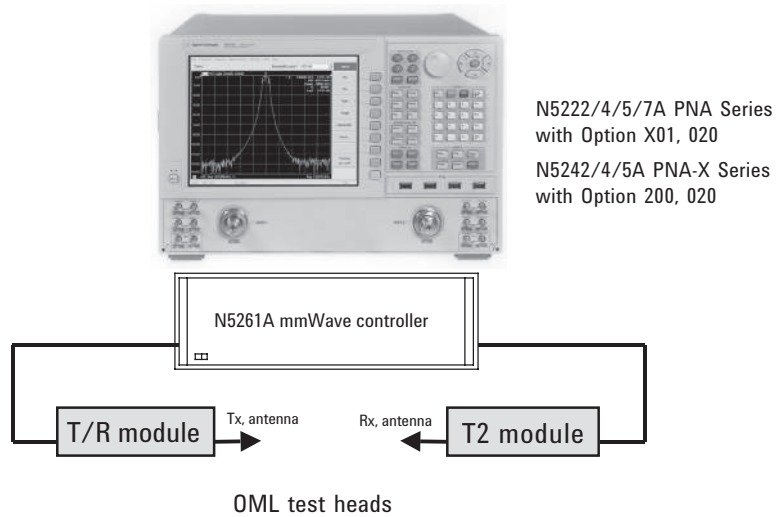 N5222/4/5/7A PNA Series
with Option X01, 020
N5242/4/5A PNA-X Series
with Option 200, 020
N5261A mmWave controller
T/R module
Tx, antenna
Rx, antenna
T2 module
OML test heads